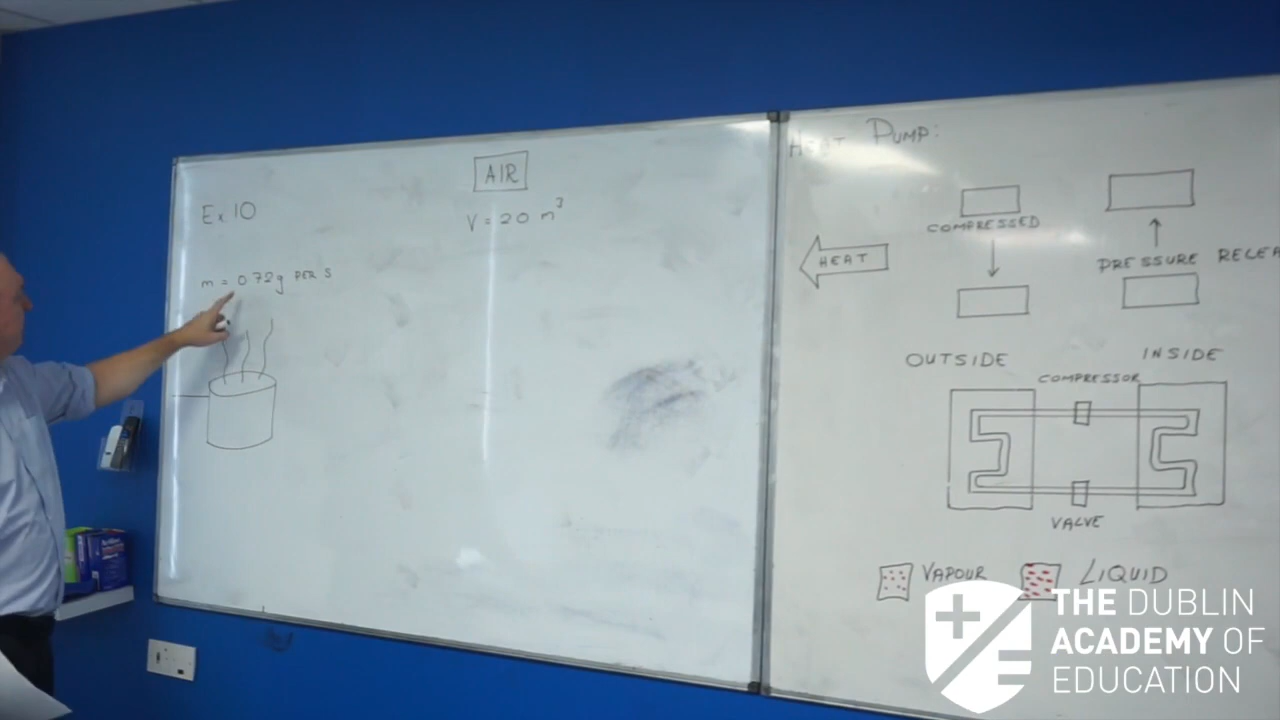 Ex 10
AIR
V = 20 m³
m = 0.72g PER S
HEAT PUMP:
COMPRESSED
HEAT
PRESSURE
OUTSIDE
INSIDE
COMPRESSOR
VALVE
VAPOUR
LIQUID
THE DUBLIN
ACADEMY OF
EDUCATION